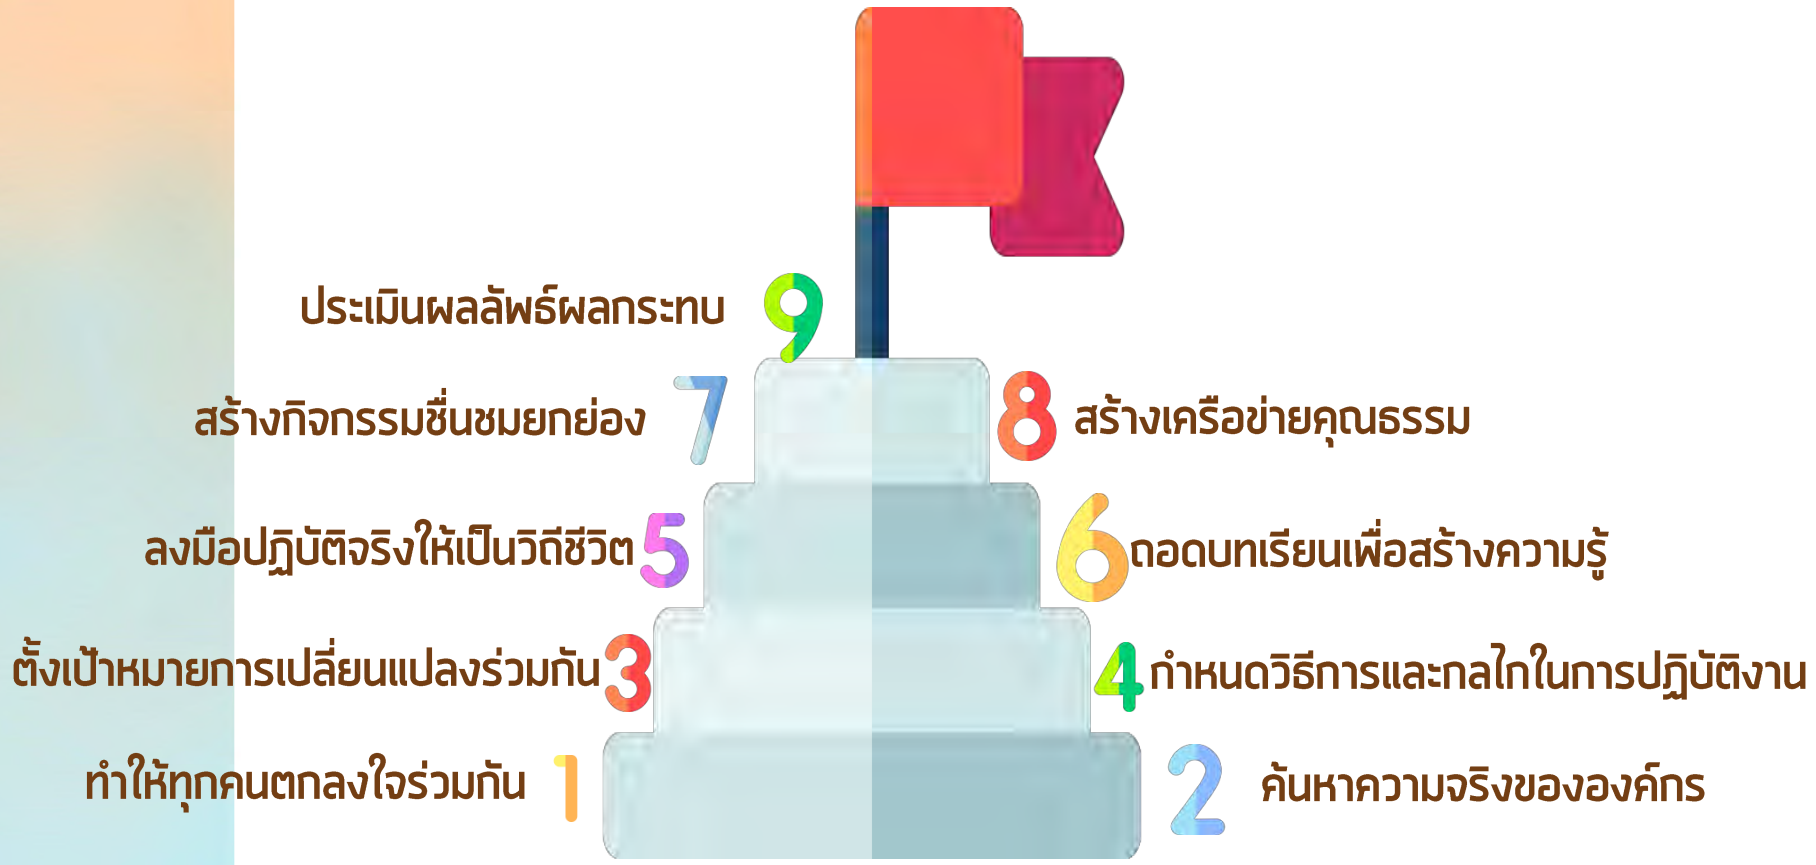 ประเมินผลลัพธ์ผลกระทบ 9
สร้างกิจกรรมชื่นชมยกย่อง 7
8 สร้างเครือข่ายคุณธรรม
ลงมือปฏิบัติจริงให้เป็นวิถีชีวิต 5
6 ถอดบทเรียนเพื่อสร้างความรู้
ตั้งเป้าหมายการเปลี่ยนแปลงร่วมกัน 3
4 กำหนดวิธีการและกลไกในการปฏิบัติงาน
ทำให้ทุกคนตกลงใจร่วมกัน 1
2 ค้นหาความจริงขององค์กร